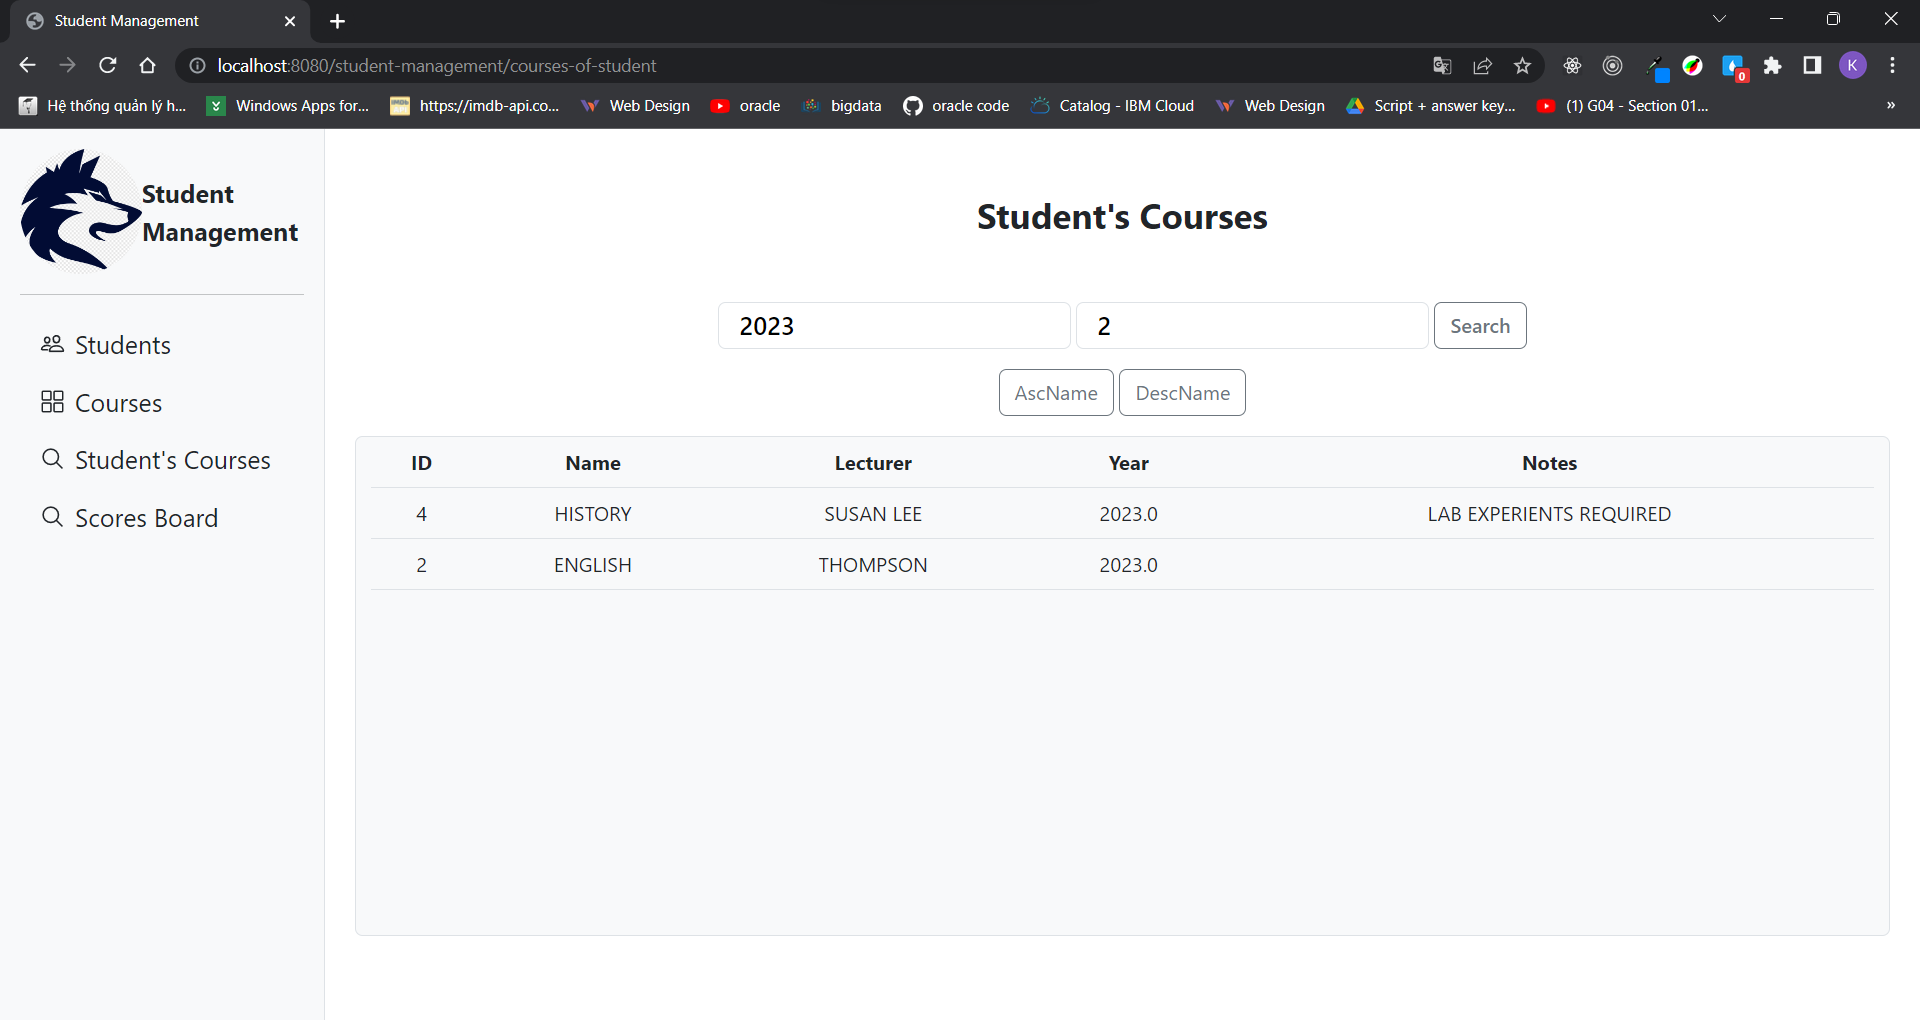 Student Management
localhost:8080/student-management/courses-of-student
0
K
Hệ thống quản lý h...
Windows Apps for...
IMDb
https://imdb-api.co...
Web Design
oracle
bigdata
oracle code
Catalog - IBM Cloud
Web Design
Script + answer key...
(1) G04 - Section 01...
»
Student
Management
Students
Courses
Student's Courses
Scores Board
Student's Courses
2023 2 Search
AscName DescName
ID Name Lecturer Year Notes
4 HISTORY SUSAN LEE 2023.0 LAB EXPERIENTS REQUIRED
2 ENGLISH THOMPSON 2023.0